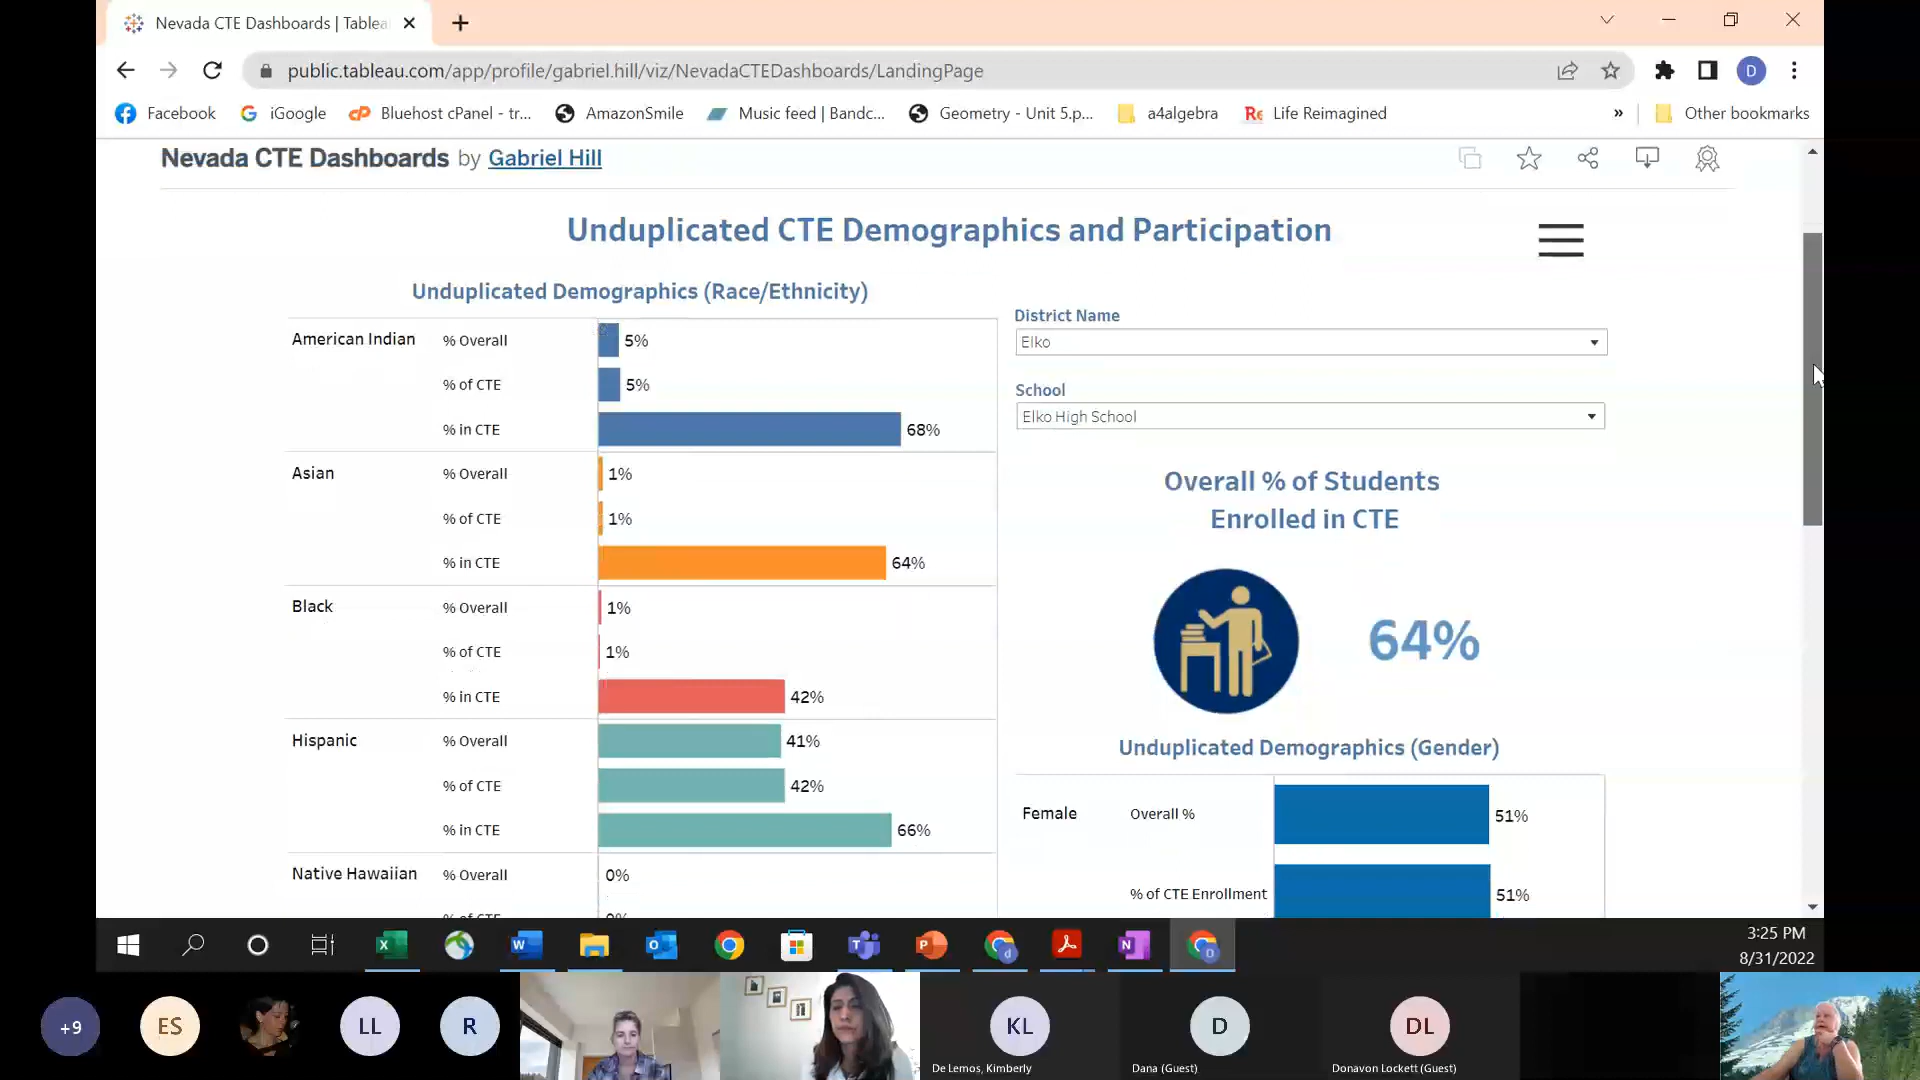 Nevada CTE Dashboards | Tablea
public.tableau.com/app/profile/gabriel.hill/viz/NevadaCTEDashboards/LandingPage
D
Facebook
iGoogle
Bluehost cPanel - tr...
AmazonSmile
Music feed | Bandc...
Geometry - Unit 5.p...
a4algebra
Re Life Reimagined
»
Other bookmarks
Nevada CTE Dashboards by Gabriel Hill
Unduplicated CTE Demographics and Participation
Unduplicated Demographics (Race/Ethnicity)
American Indian % Overall 5%
% of CTE 5%
% in CTE 68%
Asian % Overall 1%
% of CTE 1%
% in CTE 64%
Black % Overall 1%
% of CTE 1%
% in CTE 42%
Hispanic % Overall 41%
% of CTE 42%
% in CTE 66%
Native Hawaiian % Overall 0%
% of CTE 0%
District Name
Elko
School
Elko High School
Overall % of Students
Enrolled in CTE
64%
Unduplicated Demographics (Gender)
Female Overall % 51%
% of CTE Enrollment 51%
3:25 PM
8/31/2022
+9
ES
LL
R
KL
De Lemos, Kimberly
D
Dana (Guest)
DL
Donavon Lockett (Guest)